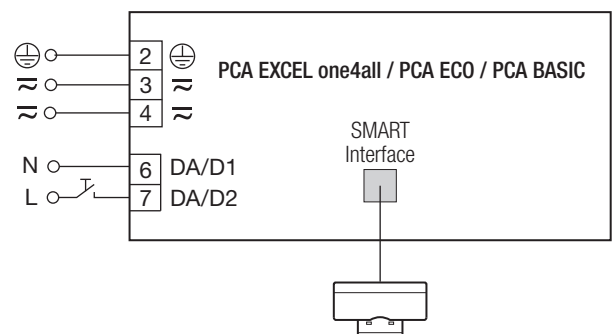 2
3
4
PCA EXCEL one4all / PCA ECO / PCA BASIC
SMART
Interface
N 6 DA/D1
L 7 DA/D2